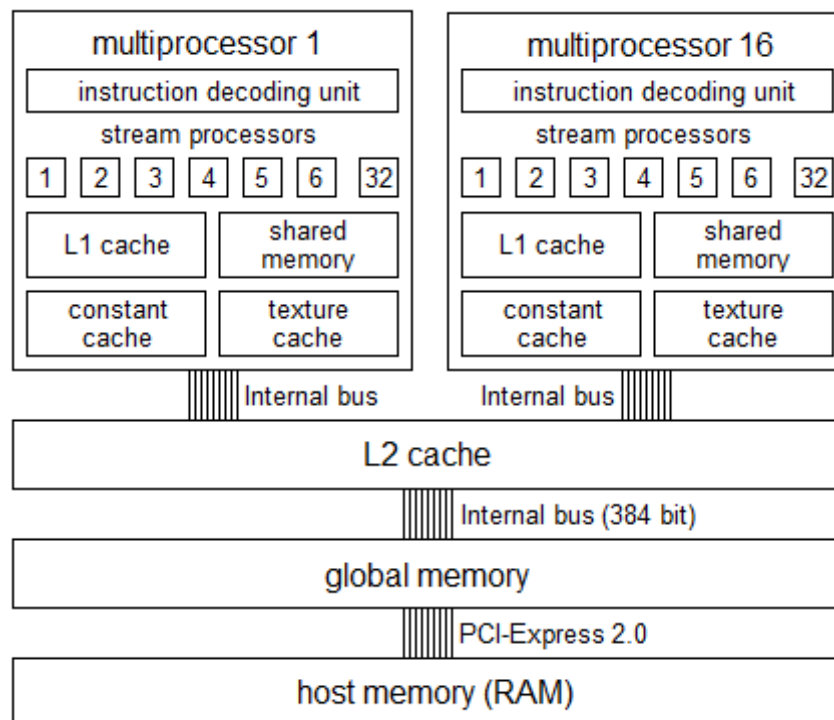 multiprocessor 1
instruction decoding unit
stream processors
1 2 3 4 5 6 32
L1 cache
shared
memory
constant
cache
texture
cache
multiprocessor 16
instruction decoding unit
stream processors
1 2 3 4 5 6 32
L1 cache
shared
memory
constant
cache
texture
cache
Internal bus
Internal bus
L2 cache
Internal bus (384 bit)
global memory
PCI-Express 2.0
host memory (RAM)